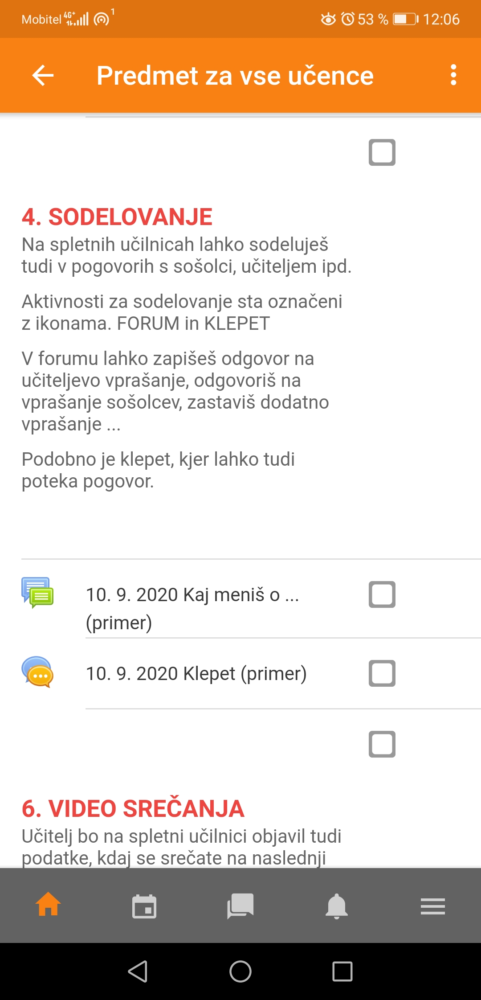 Mobitel 4G+ 1 53 % 12:06
Predmet za vse učence
4. SODELOVANJE
Na spletnih učilnicah lahko sodeluješ
tudi v pogovorih s sošolci, učiteljem ipd.
Aktivnosti za sodelovanje sta označeni
z ikonama. FORUM in KLEPET
V forumu lahko zapišeš odgovor na
učiteljevo vprašanje, odgovoriš na
vprašanje sošolcev, zastaviš dodatno
vprašanje ...
Podobno je klepet, kjer lahko tudi
poteka pogovor.
10. 9. 2020 Kaj meniš o ...
(primer)
10. 9. 2020 Klepet (primer)
6. VIDEO SREČANJA
Učitelj bo na spletni učilnici objavil tudi
podatke, kdaj se srečate na naslednji